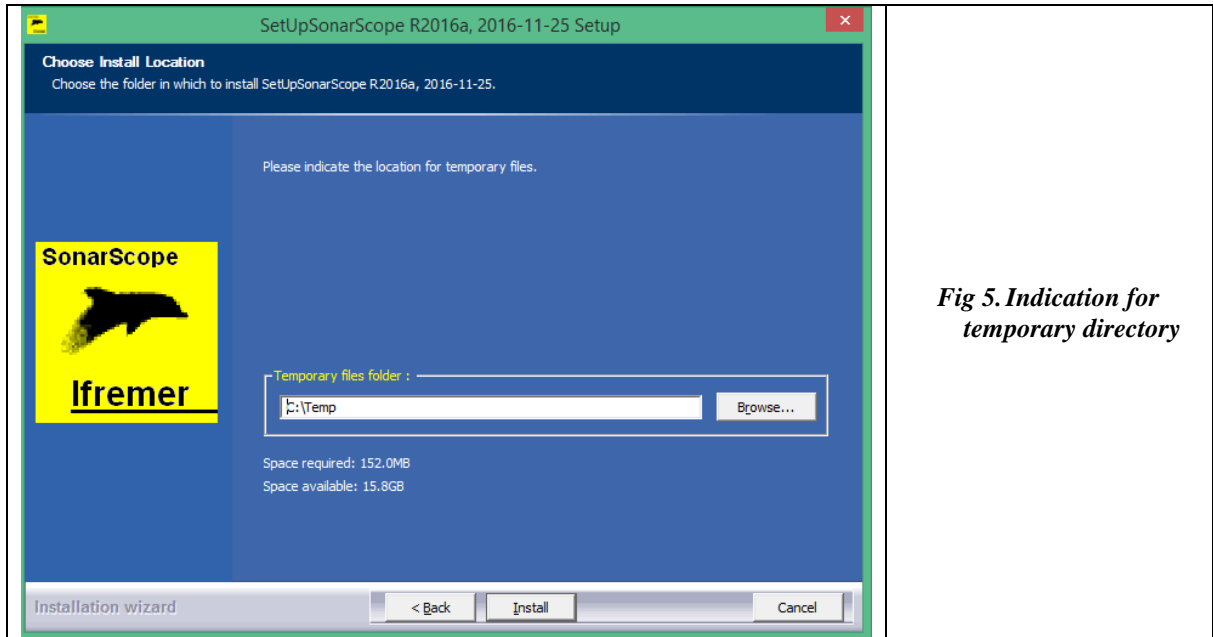 SetUpSonarScope R2016a, 2016-11-25 Setup
Choose Install Location
Choose the folder in which to install SetUpSonarScope R2016a, 2016-11-25.
Please indicate the location for temporary files.
SonarScope
Ifremer
Temporary files folder :
C:\Temp
Browse...
Space required: 152.0MB
Space available: 15.8GB
Installation wizard
< Back
Install
Cancel
Fig 5. Indication for
temporary directory